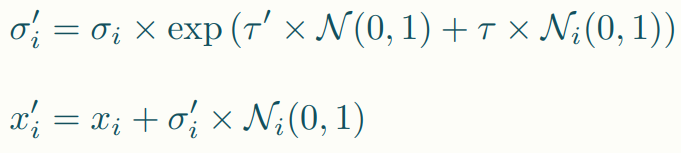 σ′ᵢ = σᵢ × exp (τ′ × 𝒩(0, 1) + τ × 𝒩ᵢ(0, 1))
x′ᵢ = xᵢ + σ′ᵢ × 𝒩ᵢ(0, 1)